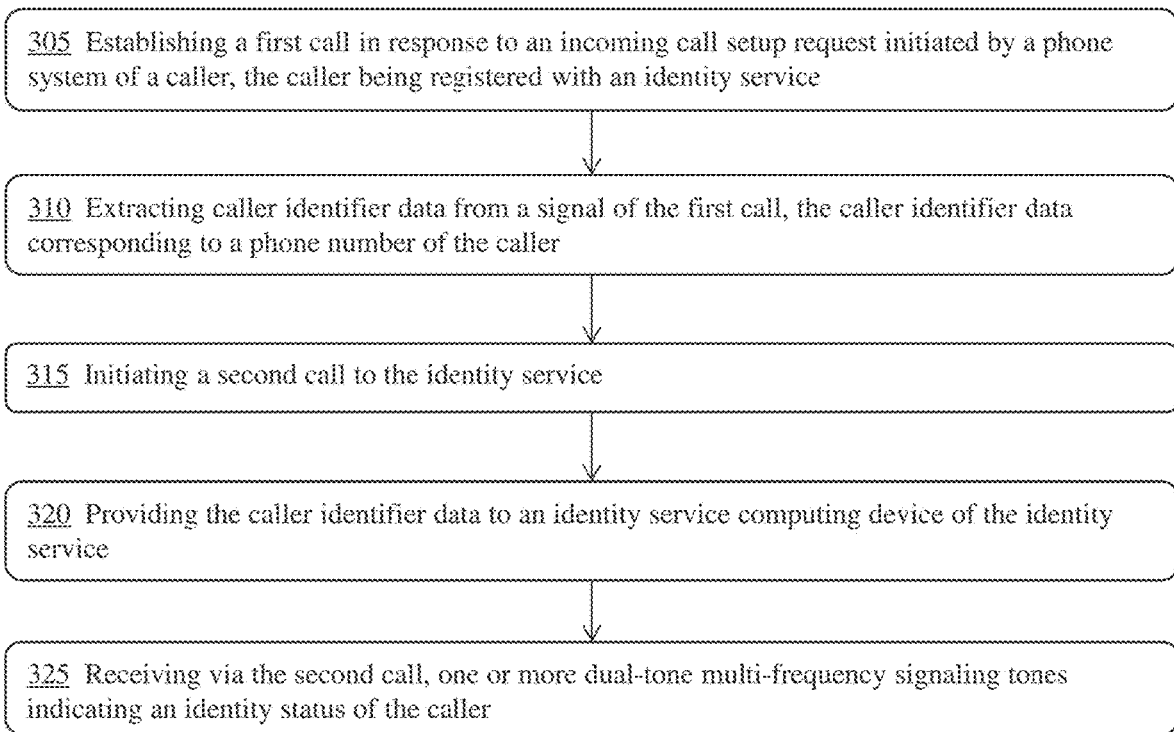 305 Establishing a first call in response to an incoming call setup request initiated by a phone
system of a caller, the caller being registered with an identity service
310 Extracting caller identifier data from a signal of the first call, the caller identifier data
corresponding to a phone number of the caller
315 Initiating a second call to the identity service
320 Providing the caller identifier data to an identity service computing device of the identity
service
325 Receiving via the second call, one or more dual-tone multi-frequency signaling tones
indicating an identity status of the caller